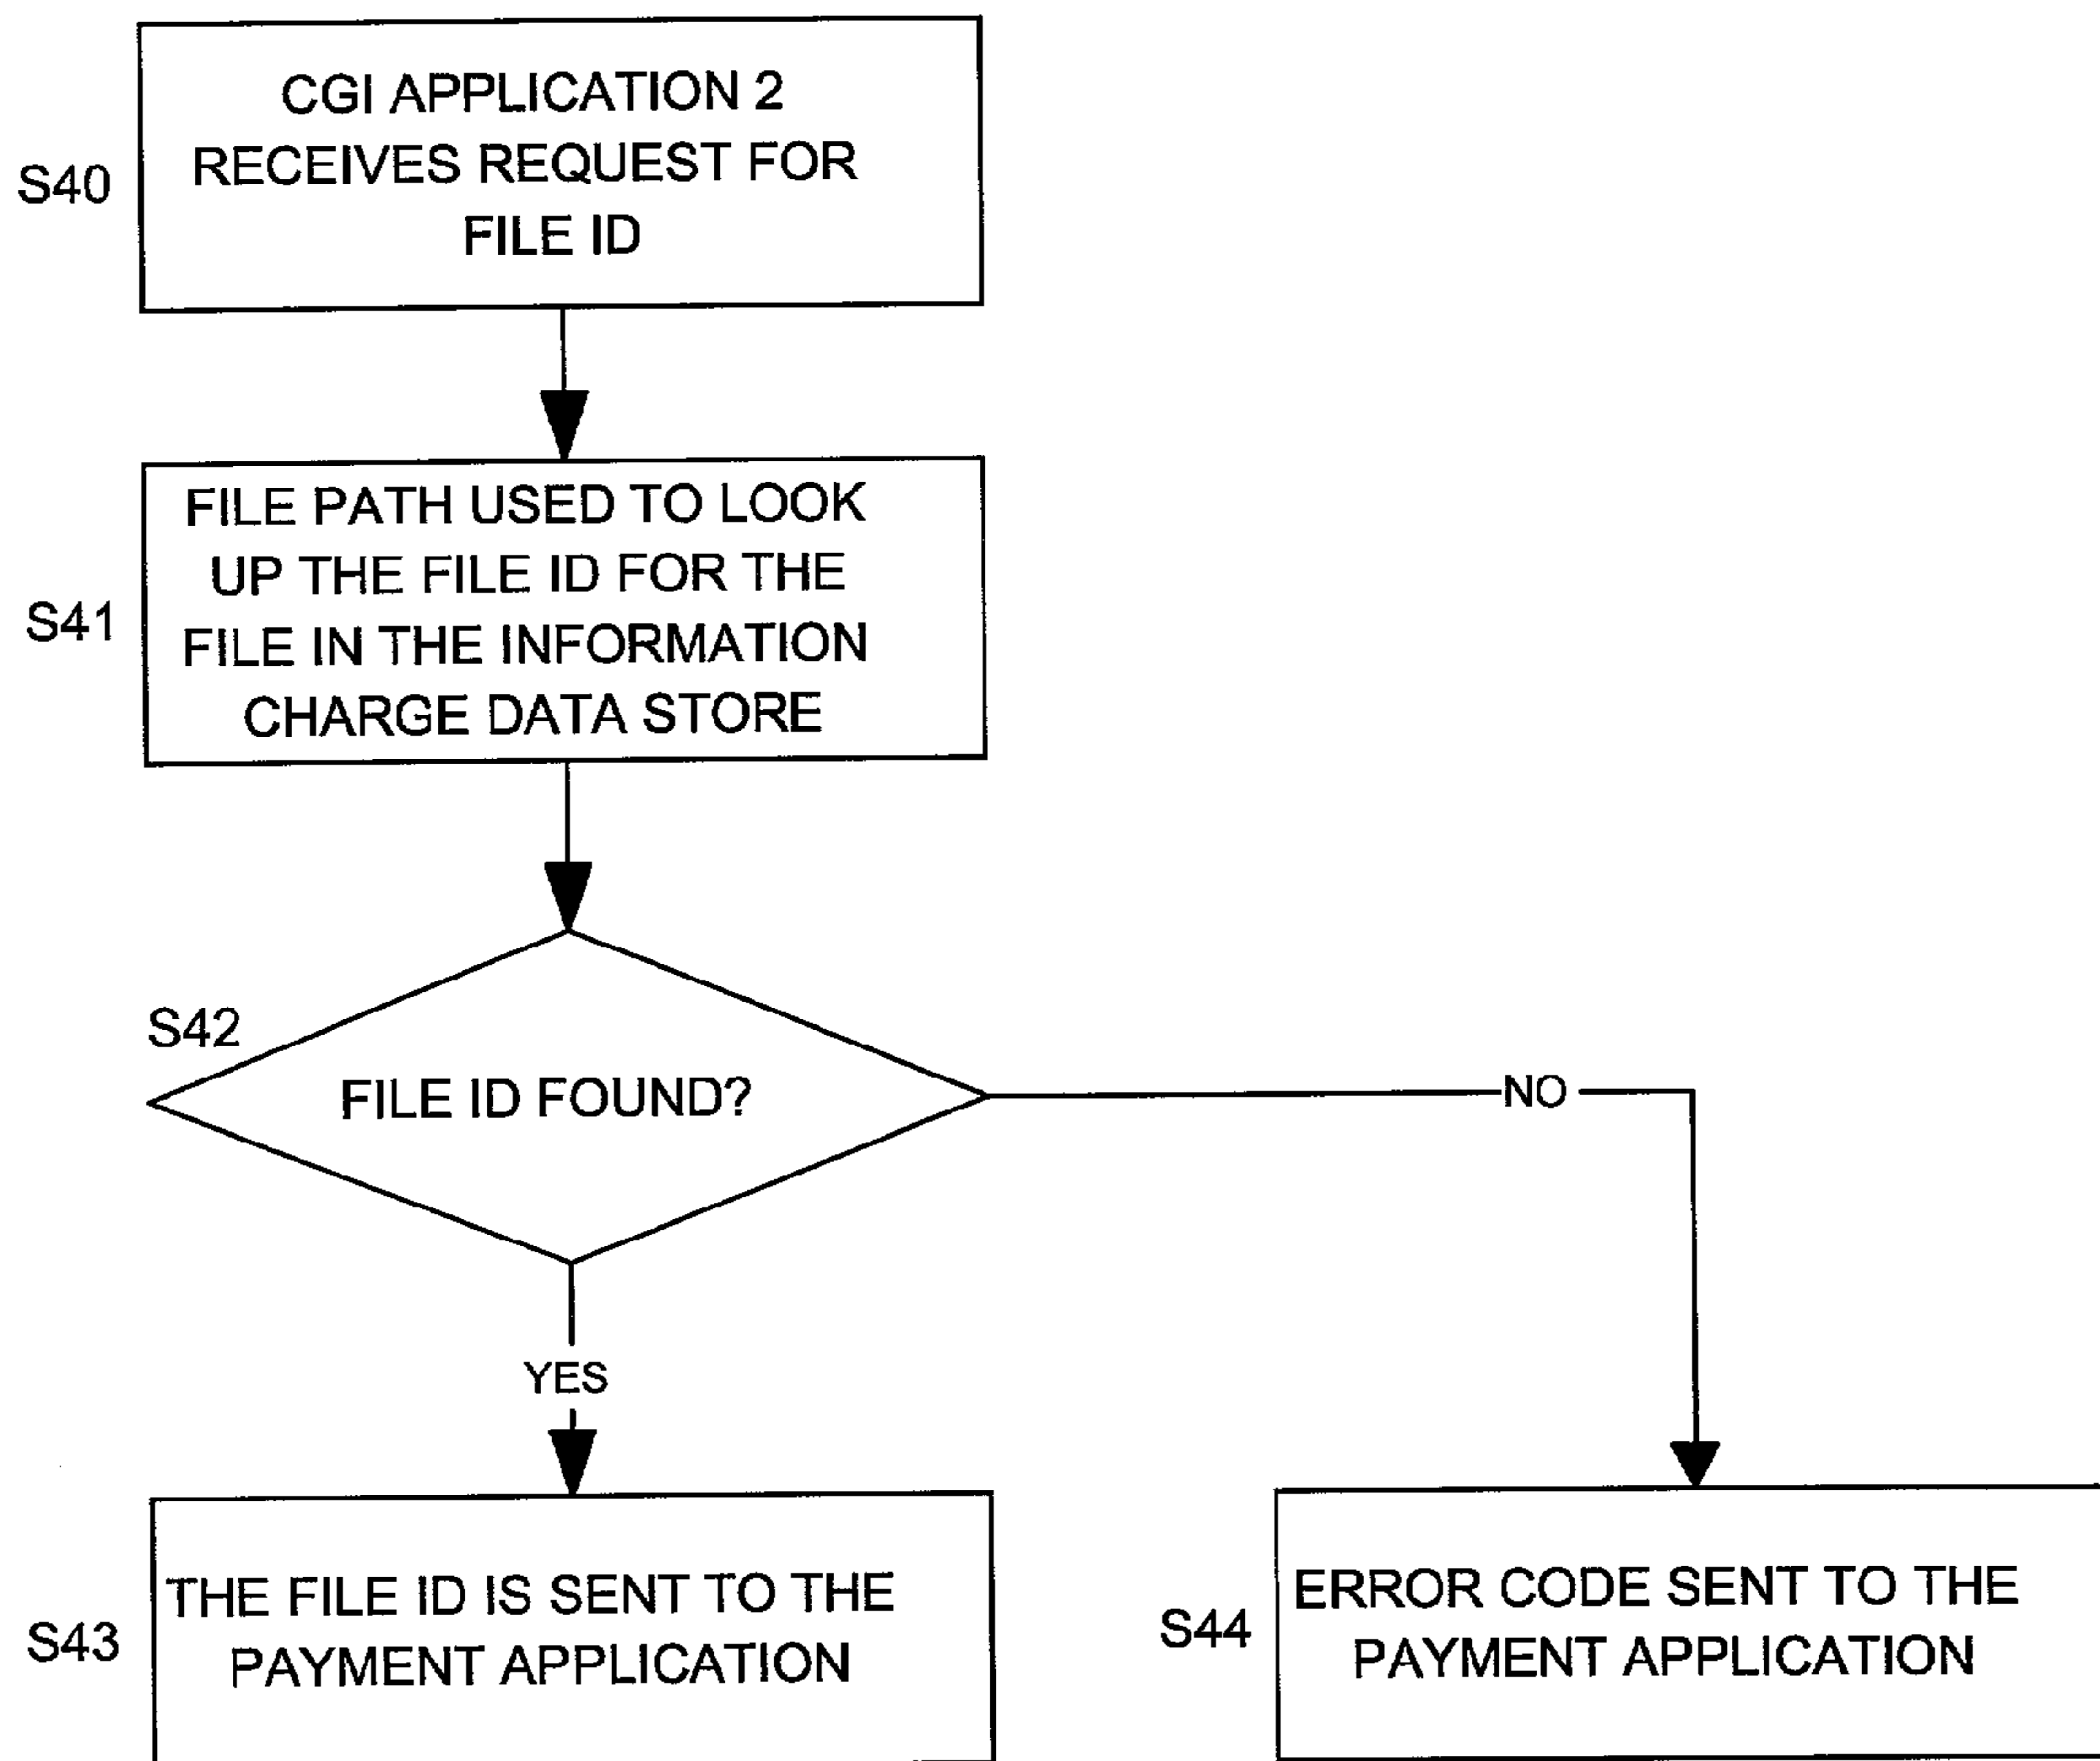 CGI APPLICATION 2
RECEIVES REQUEST FOR
FILE ID
S40
FILE PATH USED TO LOOK
UP THE FILE ID FOR THE
FILE IN THE INFORMATION
CHARGE DATA STORE
S41
S42
FILE ID FOUND?
NO
YES
THE FILE ID IS SENT TO THE
PAYMENT APPLICATION
S43
ERROR CODE SENT TO THE
PAYMENT APPLICATION
S44